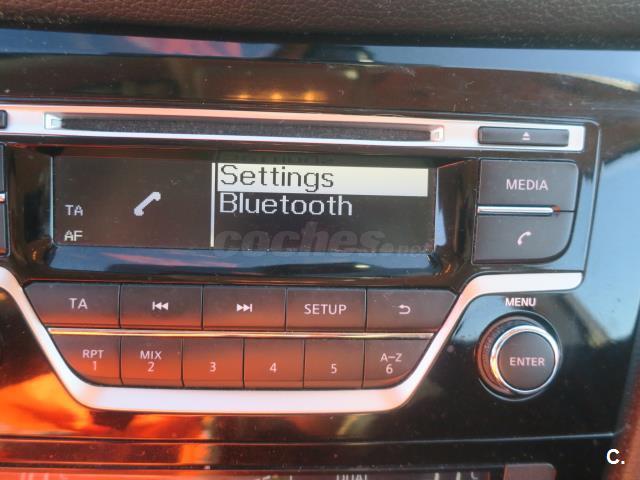 Settings
Bluetooth
TA
AF
coches.net
MEDIA
TA
SETUP
MENU
RPT
1
MIX
2
3
4
5
A-Z
6
ENTER
DUAL
C.